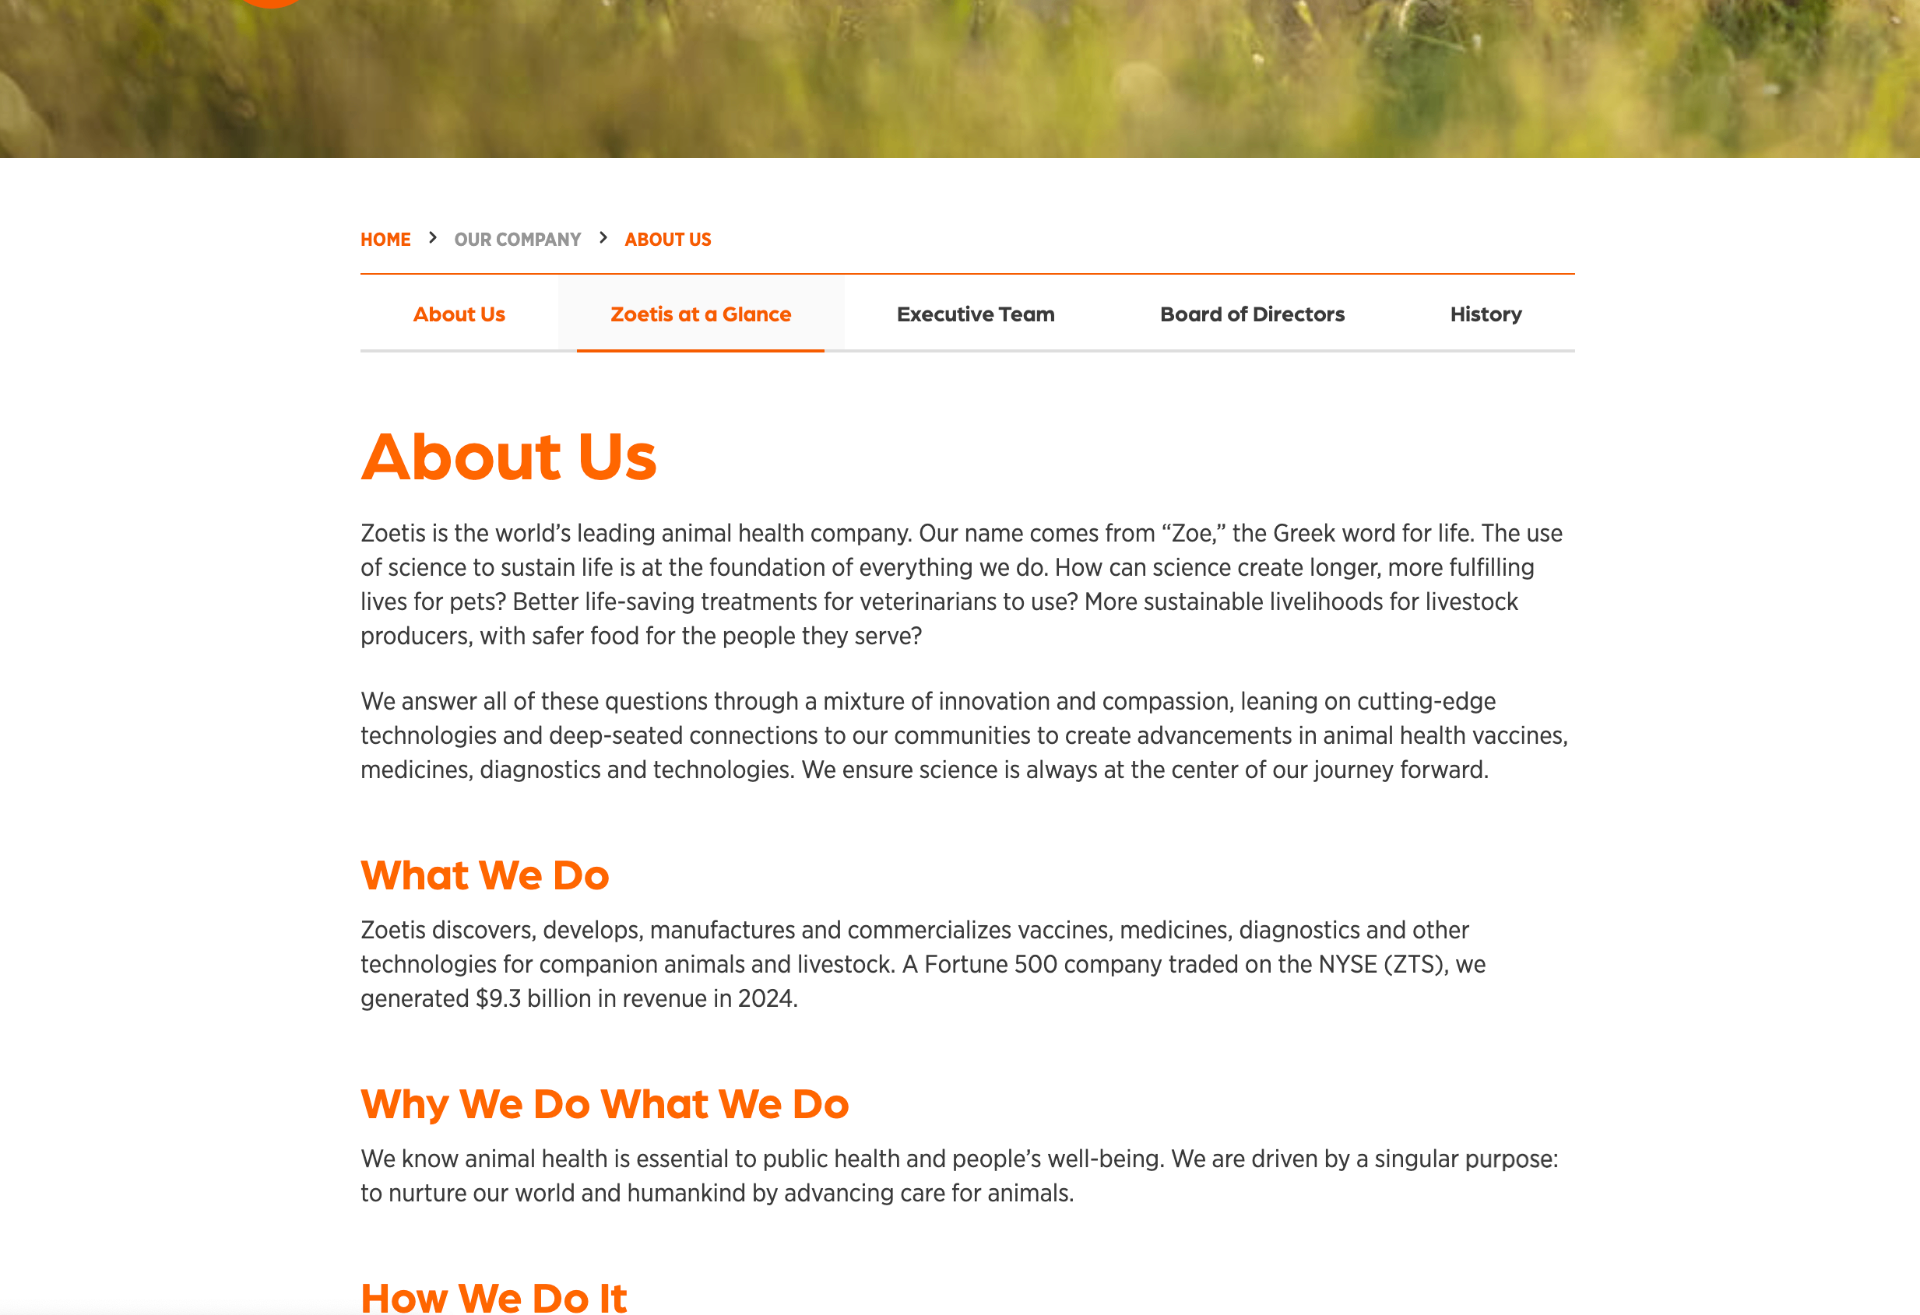 HOME > OUR COMPANY > ABOUT US
About Us Zoetis at a Glance Executive Team Board of Directors History
About Us
Zoetis is the world’s leading animal health company. Our name comes from “Zoe,” the Greek word for life. The use
of science to sustain life is at the foundation of everything we do. How can science create longer, more fulfilling
lives for pets? Better life-saving treatments for veterinarians to use? More sustainable livelihoods for livestock
producers, with safer food for the people they serve?
We answer all of these questions through a mixture of innovation and compassion, leaning on cutting-edge
technologies and deep-seated connections to our communities to create advancements in animal health vaccines,
medicines, diagnostics and technologies. We ensure science is always at the center of our journey forward.
What We Do
Zoetis discovers, develops, manufactures and commercializes vaccines, medicines, diagnostics and other
technologies for companion animals and livestock. A Fortune 500 company traded on the NYSE (ZTS), we
generated $9.3 billion in revenue in 2024.
Why We Do What We Do
We know animal health is essential to public health and people’s well-being. We are driven by a singular purpose:
to nurture our world and humankind by advancing care for animals.
How We Do It